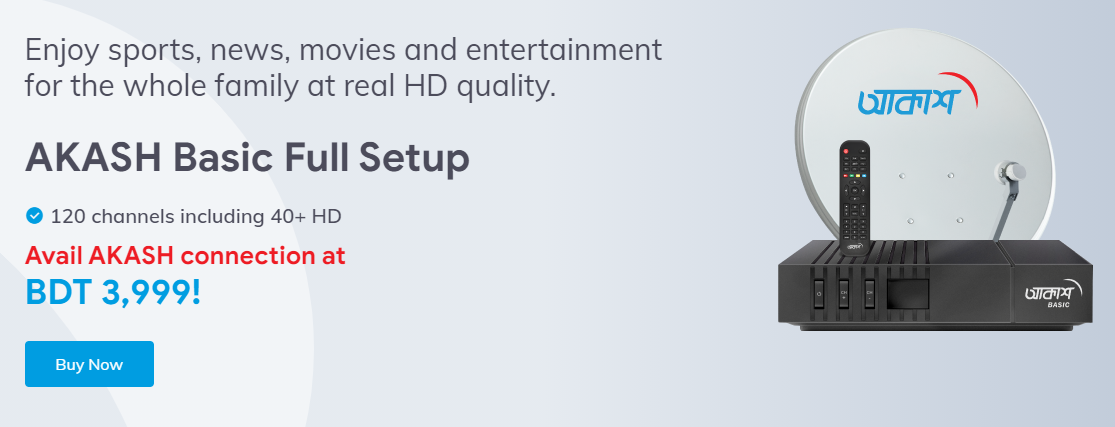 Enjoy sports, news, movies and entertainment
for the whole family at real HD quality.
AKASH Basic Full Setup
120 channels including 40+ HD
Avail AKASH connection at
BDT 3,999!
Buy Now
আকাশ
আকাশ
BASIC